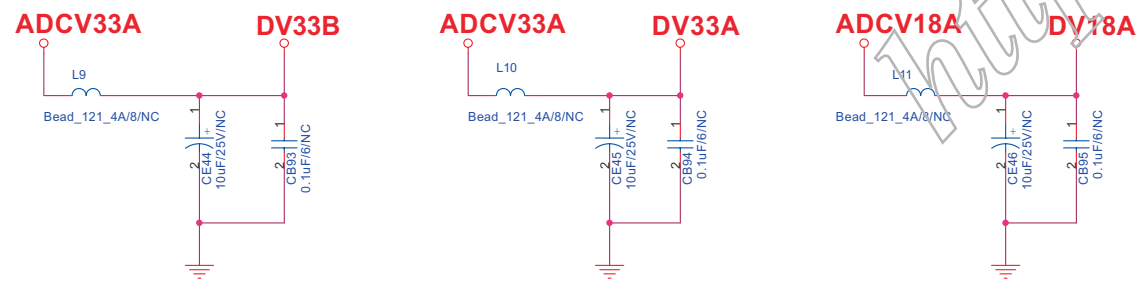 ADCV33A
DV33B
L9
Bead_121_4A/8/NC
1
2
CE44
10uF/25V/NC
+
1
2
CB93
0.1uF/6/NC
ADCV33A
DV33A
L10
Bead_121_4A/8/NC
1
2
CE45
10uF/25V/NC
+
1
2
CB94
0.1uF/6/NC
ADCV18A
DV18A
L11
Bead_121_4A/8/NC
1
2
CE46
10uF/25V/NC
+
1
2
CB95
0.1uF/6/NC
http